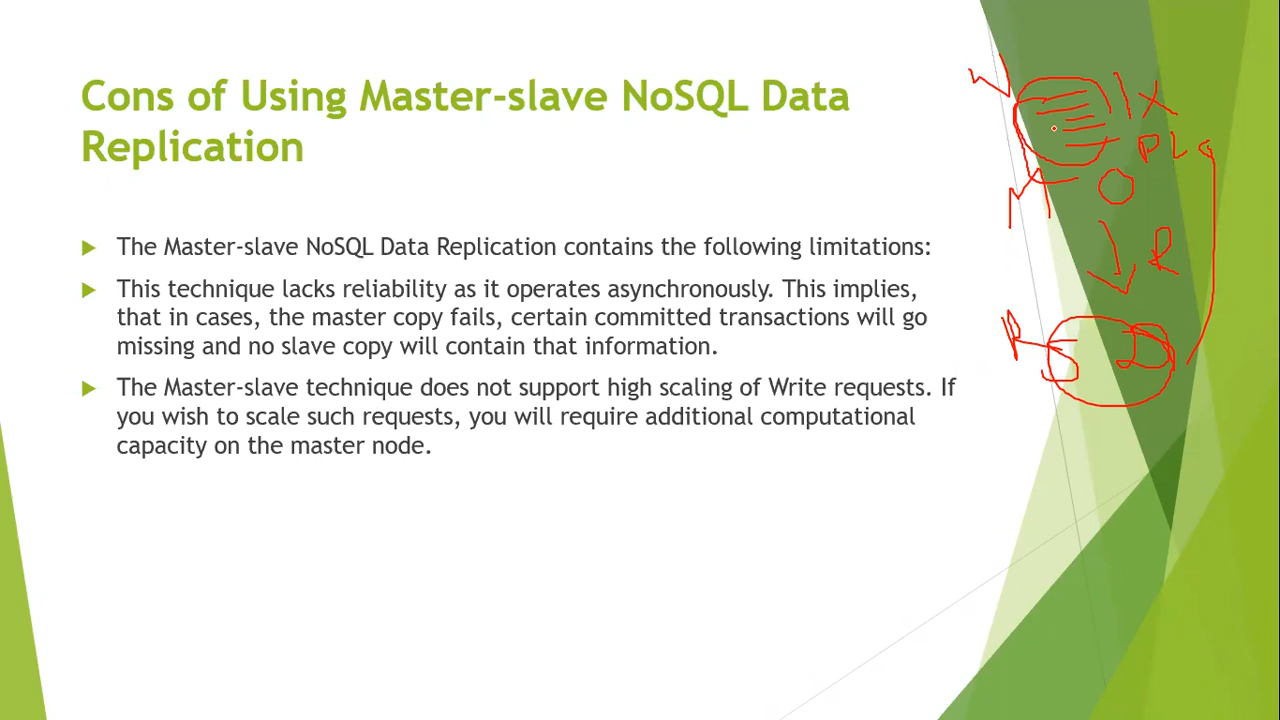 Cons of Using Master-slave NoSQL Data
Replication
The Master-slave NoSQL Data Replication contains the following limitations:
This technique lacks reliability as it operates asynchronously. This implies,
that in cases, the master copy fails, certain committed transactions will go
missing and no slave copy will contain that information.
The Master-slave technique does not support high scaling of Write requests. If
you wish to scale such requests, you will require additional computational
capacity on the master node.
M
R
R
S
D